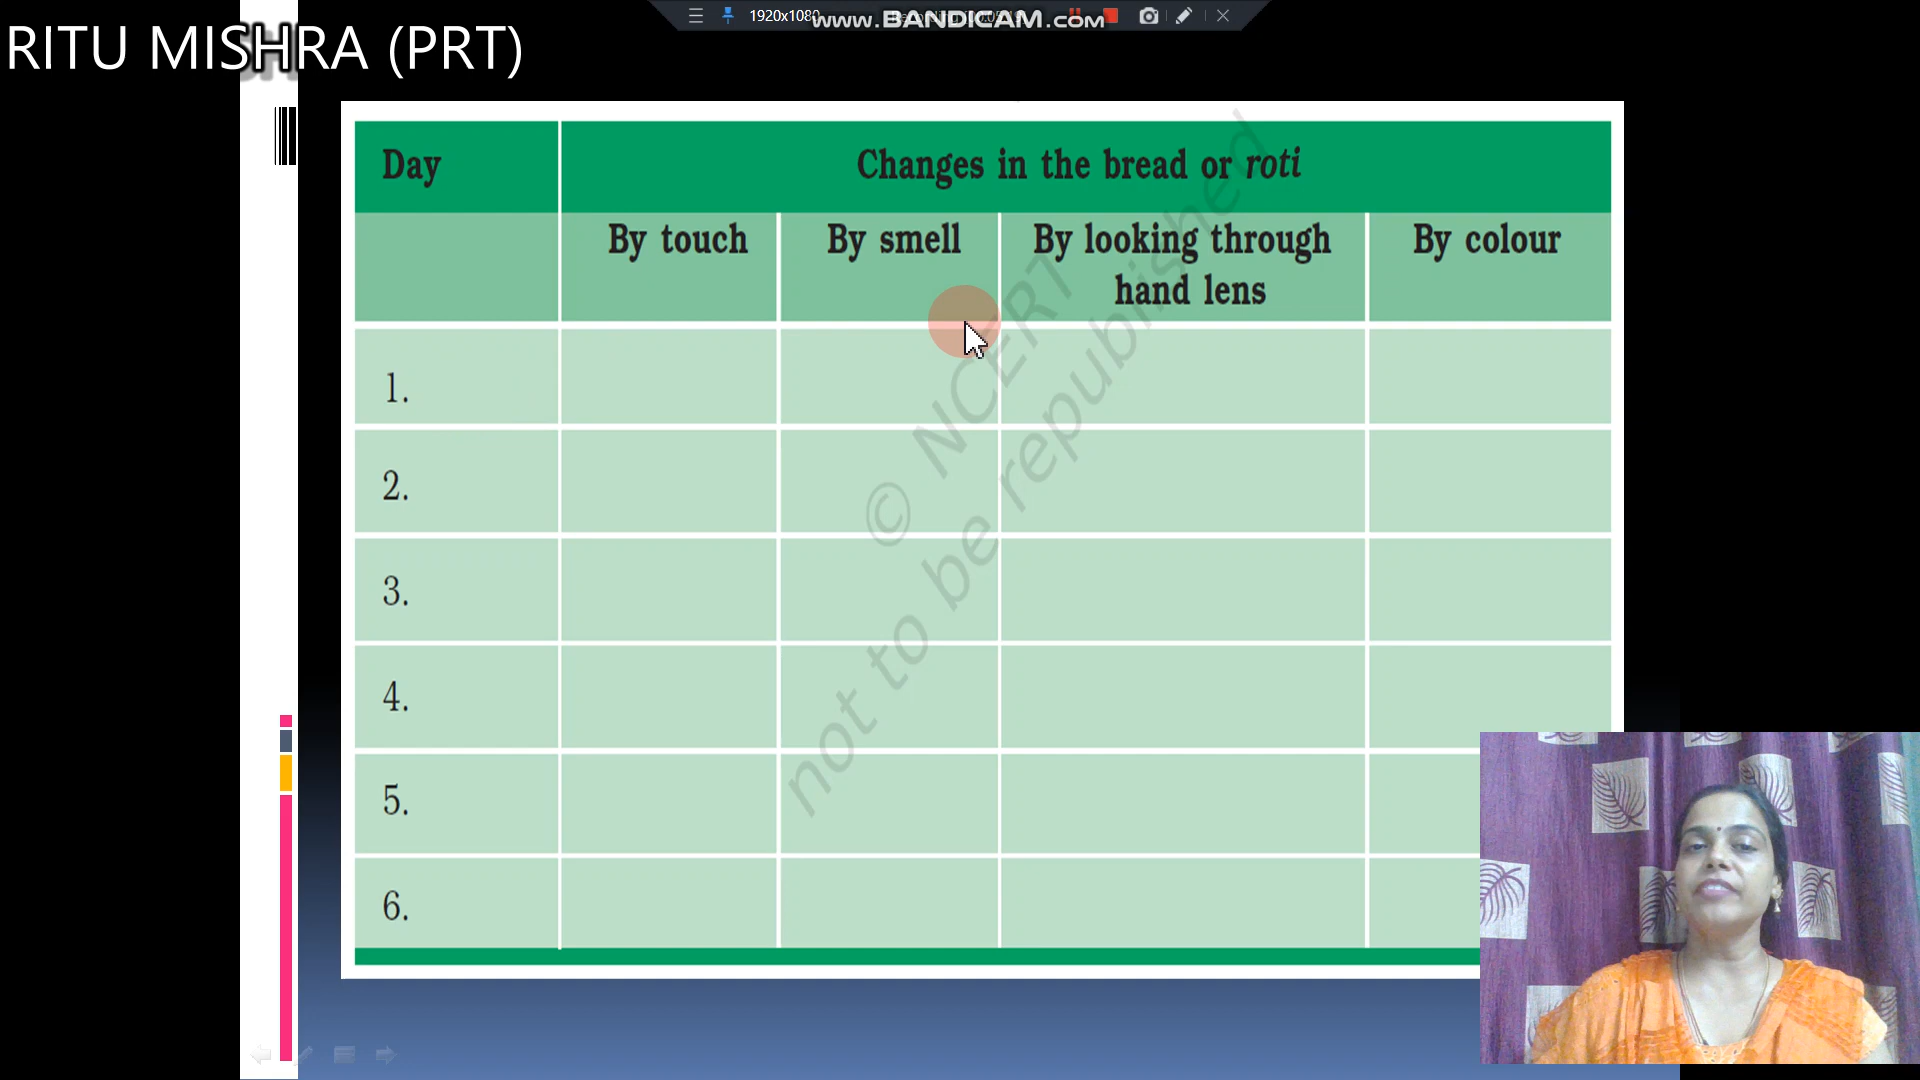 1920x1080
www.BANDICAM.com
RITU MISHRA (PRT)
Day
Changes in the bread or roti
By touch
By smell
By looking through
hand lens
By colour
1.
2.
3.
4.
5.
6.
© NCERT
not to be republished